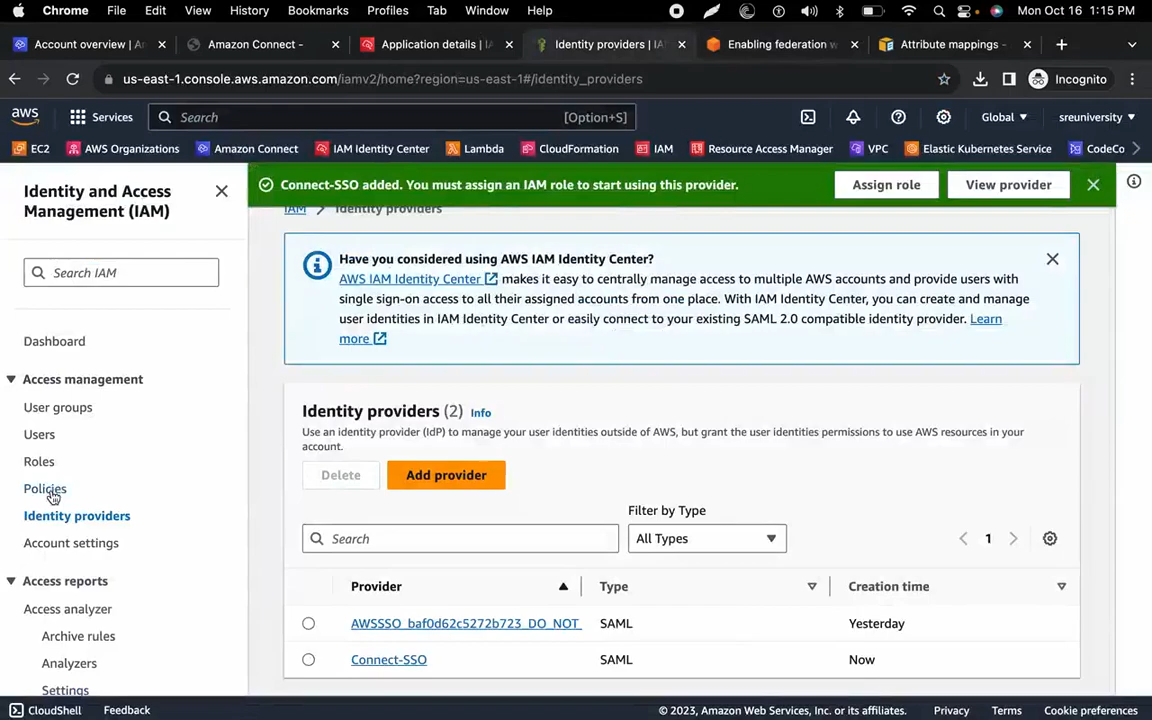 Chrome File Edit View History Bookmarks Profiles Tab Window Help Mon Oct 16 1:15 PM
Account overview | A Amazon Connect - Application details | IA Identity providers | IA Enabling federation w Attribute mappings -
us-east-1.console.aws.amazon.com/iamv2/home?region=us-east-1#/identity_providers Incognito
aws Services Search [Option+S] Global sreuniversity
EC2 AWS Organizations Amazon Connect IAM Identity Center Lambda CloudFormation IAM Resource Access Manager VPC Elastic Kubernetes Service CodeCo
Identity and Access
Management (IAM)
Search IAM
Dashboard
Access management
User groups
Users
Roles
Policies
Identity providers
Account settings
Access reports
Access analyzer
Archive rules
Analyzers
Settings
Connect-SSO added. You must assign an IAM role to start using this provider. Assign role View provider
IAM > Identity providers
Have you considered using AWS IAM Identity Center?
AWS IAM Identity Center makes it easy to centrally manage access to multiple AWS accounts and provide users with
single sign-on access to all their assigned accounts from one place. With IAM Identity Center, you can create and manage
user identities in IAM Identity Center or easily connect to your existing SAML 2.0 compatible identity provider. Learn
more
Identity providers (2) Info
Use an identity provider (IdP) to manage your user identities outside of AWS, but grant the user identities permissions to use AWS resources in your
account.
Delete Add provider
Filter by Type
Search All Types 1
Provider Type Creation time
AWSSSO_baf0d62c5272b723_DO_NOT SAML Yesterday
Connect-SSO SAML Now
CloudShell Feedback © 2023, Amazon Web Services, Inc. or its affiliates. Privacy Terms Cookie preferences